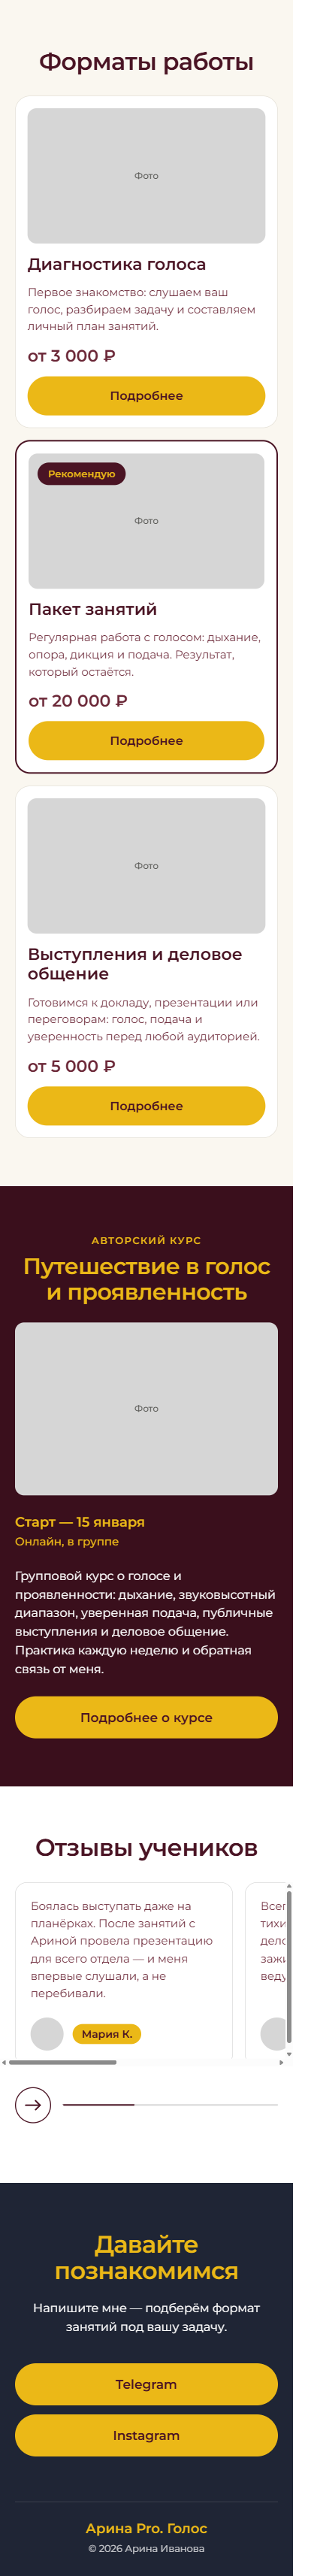 Форматы работы
Фото
Диагностика голоса
Первое знакомство: слушаем ваш
голос, разбираем задачу и составляем
личный план занятий.
от 3 000 ₽
Подробнее
Рекомендую
Фото
Пакет занятий
Регулярная работа с голосом: дыхание,
опора, дикция и подача. Результат,
который остаётся.
от 20 000 ₽
Подробнее
Фото
Выступления и деловое
общение
Готовимся к докладу, презентации или
переговорам: голос, подача и
уверенность перед любой аудиторией.
от 5 000 ₽
Подробнее
АВТОРСКИЙ КУРС
Путешествие в голос
и проявленность
Фото
Старт — 15 января
Онлайн, в группе
Групповой курс о голосе и
проявленности: дыхание, звуковысотный
диапазон, уверенная подача, публичные
выступления и деловое общение.
Практика каждую неделю и обратная
связь от меня.
Подробнее о курсе
Отзывы учеников
Боялась выступать даже на
планёрках. После занятий с
Ариной провела презентацию
для всего отдела — и меня
впервые слушали, а не
перебивали.
Мария К.
Давайте
познакомимся
Напишите мне — подберём формат
занятий под вашу задачу.
Telegram
Instagram
Арина Pro. Голос
© 2026 Арина Иванова